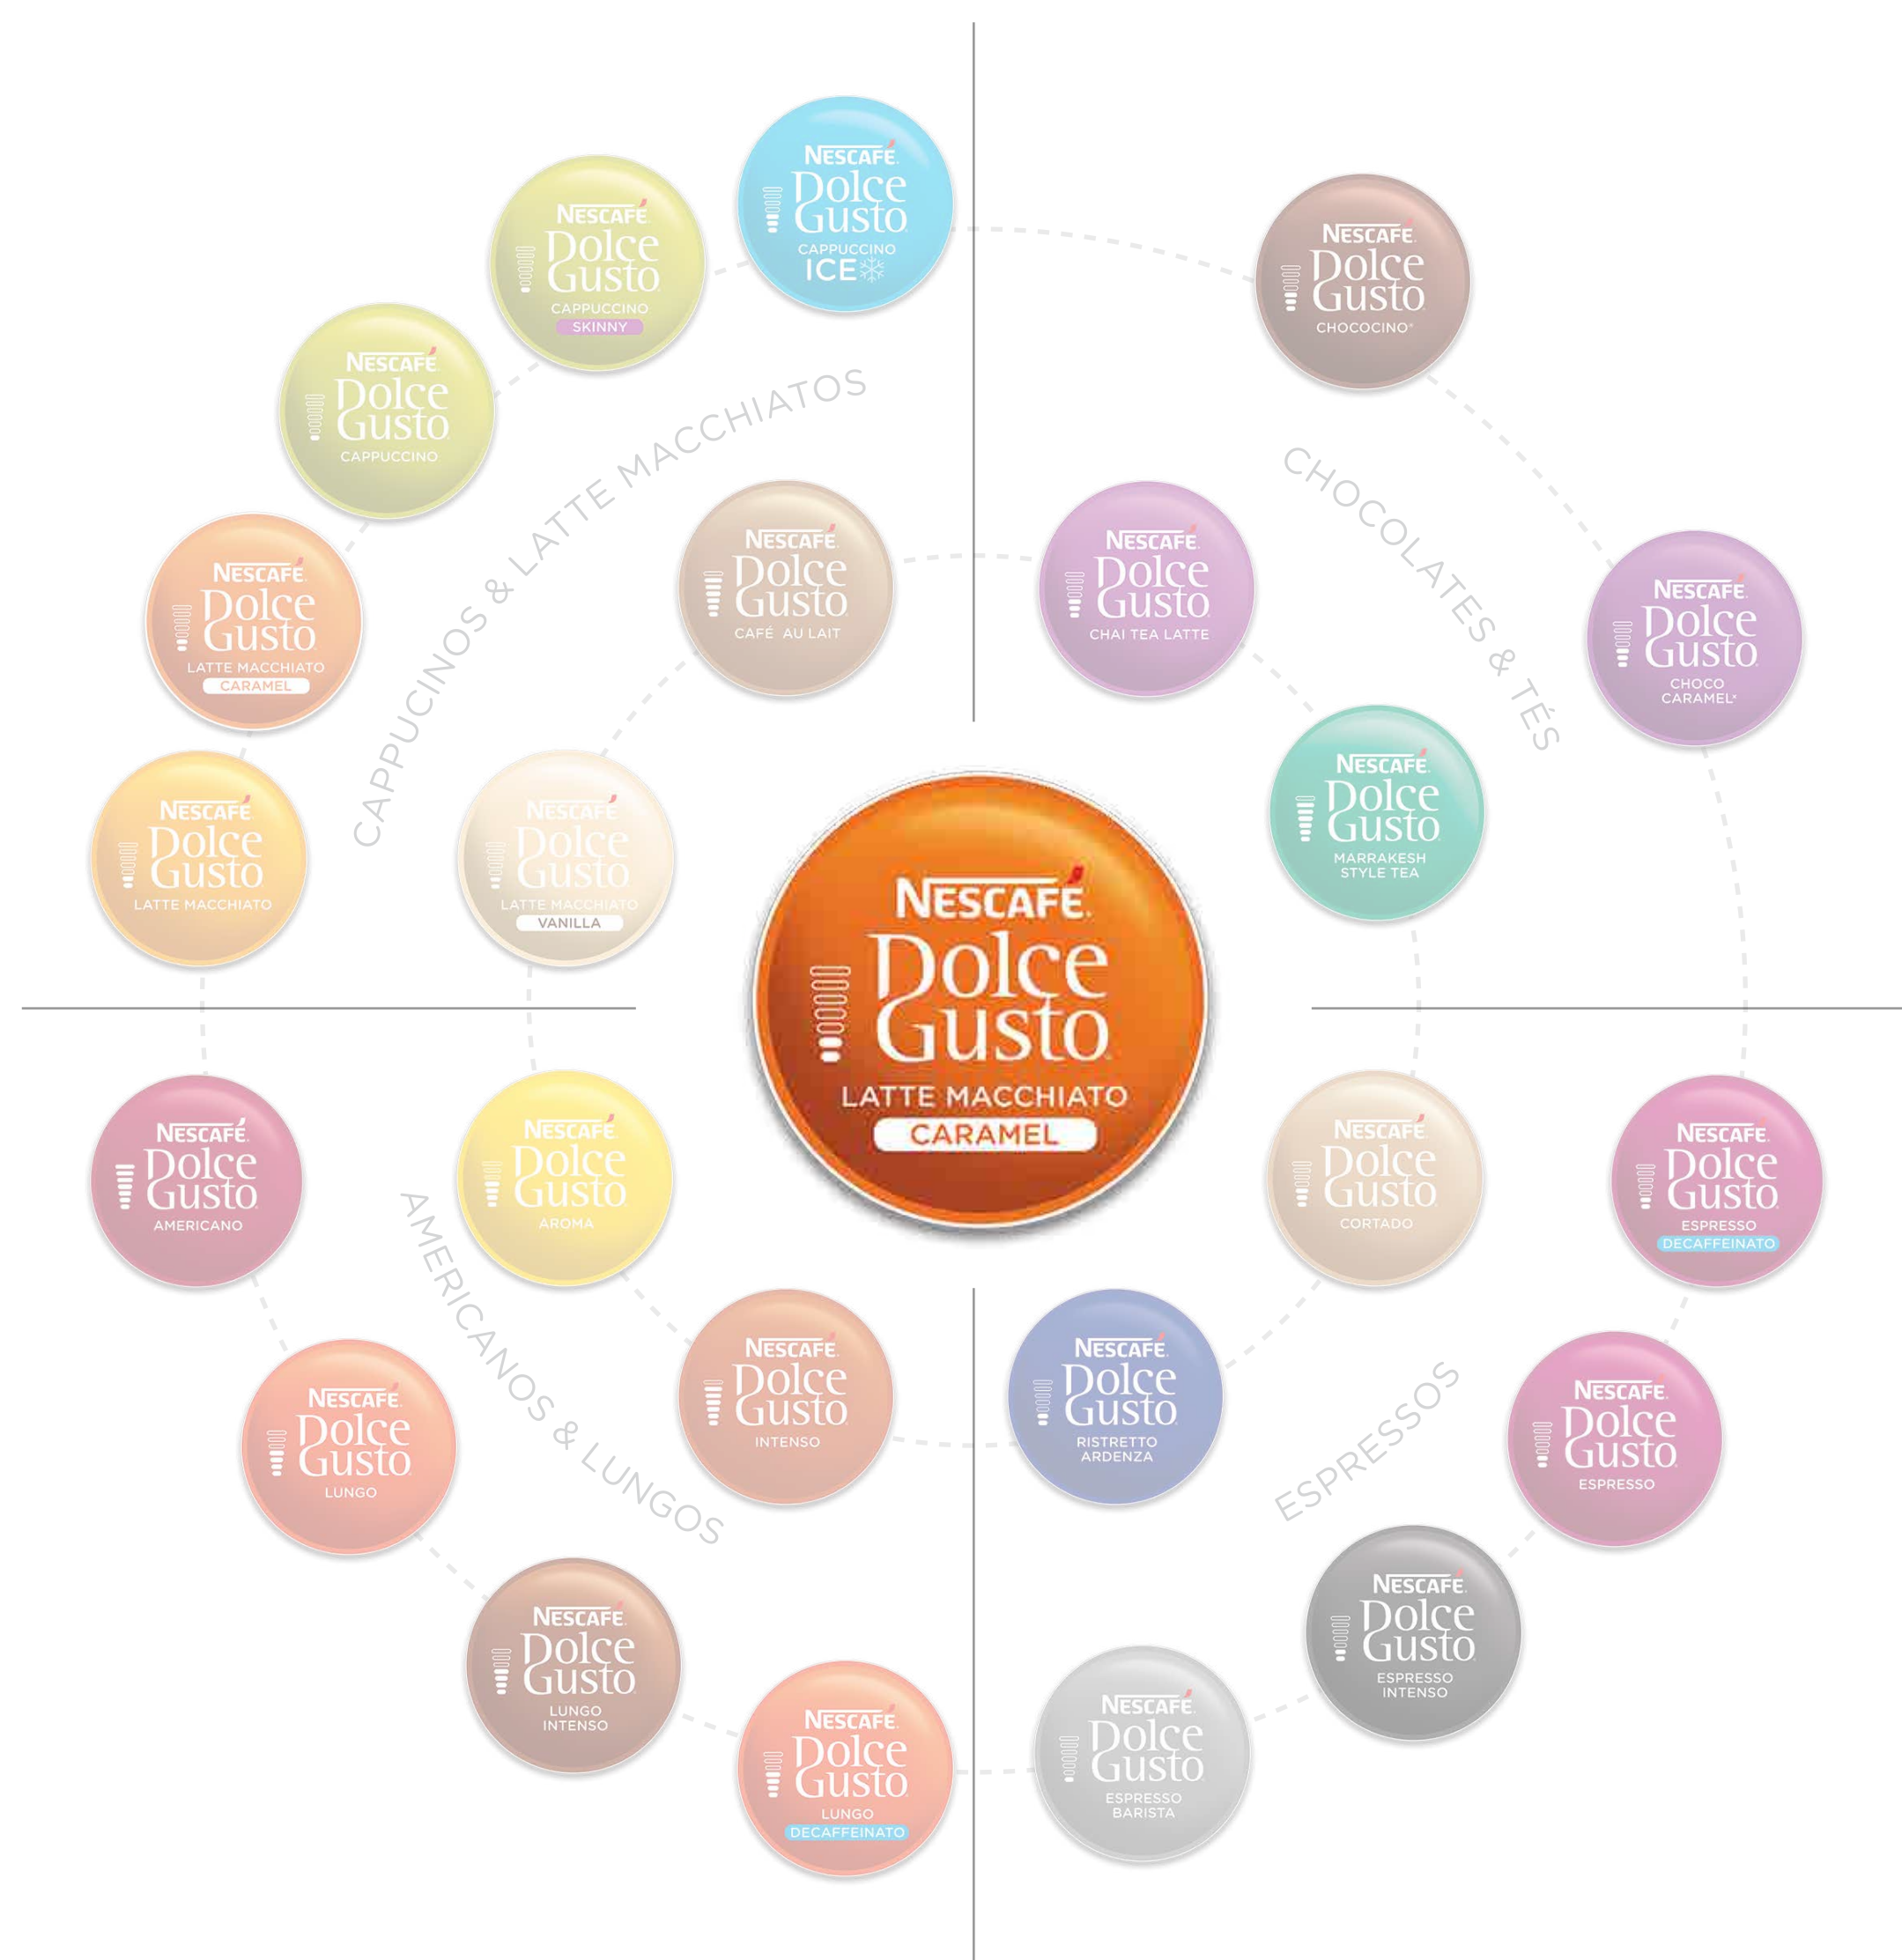 NESCAFÉ
Dolce
Gusto
CAPPUCCINO
ICE
NESCAFÉ
Dolce
Gusto
CAPPUCCINO
SKINNY
NESCAFÉ
Dolce
Gusto
CAPPUCCINO
NESCAFÉ
Dolce
Gusto
LATTE MACCHIATO
CARAMEL
NESCAFÉ
Dolce
Gusto
LATTE MACCHIATO
CAPPUCINOS & LATTE MACCHIATOS
NESCAFÉ
Dolce
Gusto
CAFÉ AU LAIT
NESCAFÉ
Dolce
Gusto
LATTE MACCHIATO
VANILLA
NESCAFÉ
Dolce
Gusto
CHOCOCINO®
CHOCOLATES & TÉS
NESCAFÉ
Dolce
Gusto
CHOCO
CARAMEL*
NESCAFÉ
Dolce
Gusto
CHAI TEA LATTE
NESCAFÉ
Dolce
Gusto
MARRAKESH
STYLE TEA
NESCAFÉ.
Dolce
Gusto
LATTE MACCHIATO
CARAMEL
NESCAFÉ.
Dolce
Gusto
AMERICANO
NESCAFÉ
Dolce
Gusto
AROMA
AMERICANOS & LUNGOS
NESCAFÉ.
Dolce
Gusto
LUNGO
NESCAFÉ.
Dolce
Gusto
INTENSO
NESCAFÉ.
Dolce
Gusto
LUNGO
INTENSO
NESCAFÉ.
Dolce
Gusto
LUNGO
DECAFFEINATO
NESCAFÉ
Dolce
Gusto
CORTADO
NESCAFÉ.
Dolce
Gusto
ESPRESSO
DECAFFEINATO
NESCAFÉ.
Dolce
Gusto
RISTRETTO
ARDENZA
ESPRESSOS
NESCAFÉ.
Dolce
Gusto
ESPRESSO
NESCAFÉ.
Dolce
Gusto
ESPRESSO
INTENSO
NESCAFÉ.
Dolce
Gusto
ESPRESSO
BARISTA